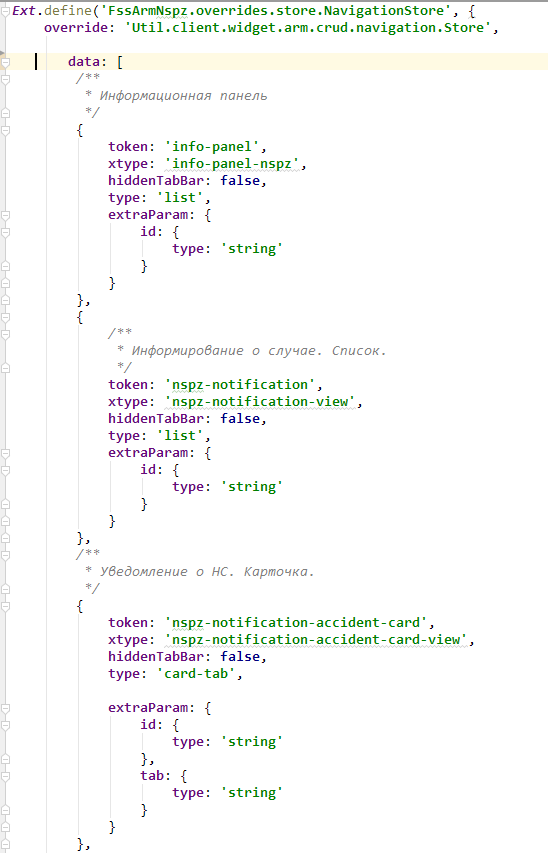 Ext.define('FssArmNspz.overrides.store.NavigationStore', {
    override: 'Util.client.widget.arm.crud.navigation.Store',
    data: [
        /**
         * Информационная панель
         */
        {
            token: 'info-panel',
            xtype: 'info-panel-nspz',
            hiddenTabBar: false,
            type: 'list',
            extraParam: {
                id: {
                    type: 'string'
                }
            }
        },
        {
            /**
             * Информирование о случае. Список.
             */
            token: 'nspz-notification',
            xtype: 'nspz-notification-view',
            hiddenTabBar: false,
            type: 'list',
            extraParam: {
                id: {
                    type: 'string'
                }
            }
        },
        /**
         * Уведомление о НС. Карточка.
         */
        {
            token: 'nspz-notification-accident-card',
            xtype: 'nspz-notification-accident-card-view',
            hiddenTabBar: false,
            type: 'card-tab',
            extraParam: {
                id: {
                    type: 'string'
                },
                tab: {
                    type: 'string'
                }
            }
        },